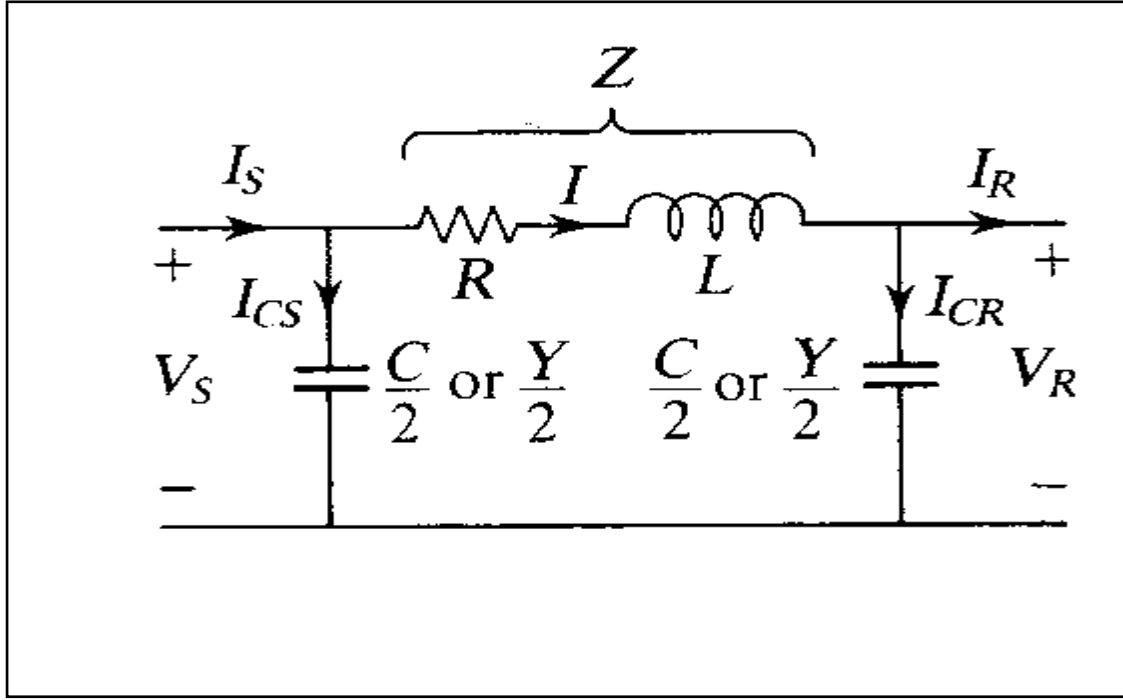 Z
I_S I I_R
+ R L +
I_CS I_CR
V_S C/2 or Y/2 C/2 or Y/2 V_R
− −